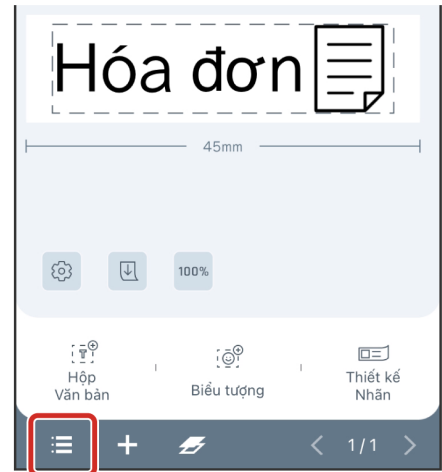 Hóa đơn
45mm
100%
Hộp
Văn bản
Biểu tượng
Thiết kế
Nhãn
1/1